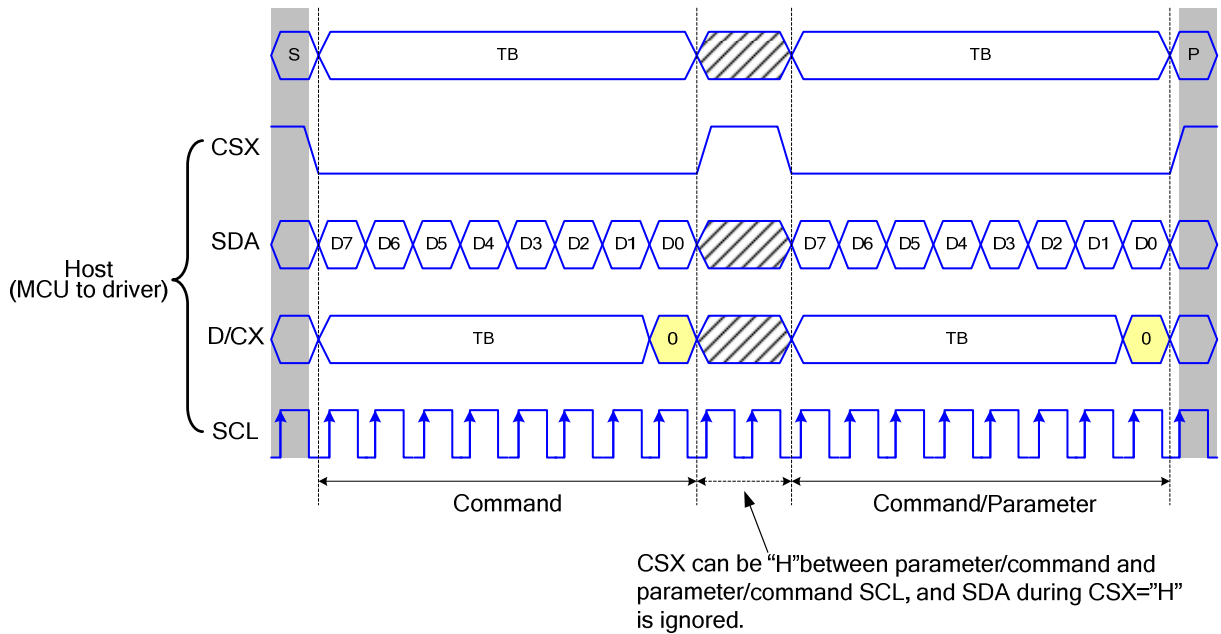 S TB TB P
CSX
SDA D7 D6 D5 D4 D3 D2 D1 D0 D7 D6 D5 D4 D3 D2 D1 D0
Host
(MCU to driver)
D/CX TB 0 TB 0
SCL
Command Command/Parameter
CSX can be “H”between parameter/command and
parameter/command SCL, and SDA during CSX=”H”
is ignored.